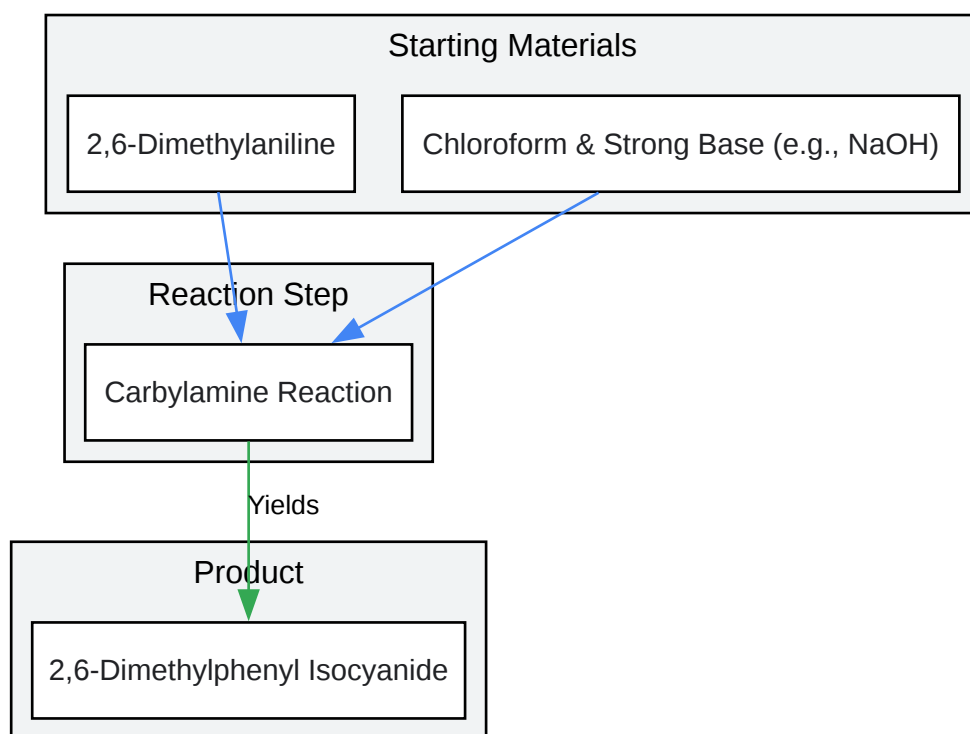 Starting Materials
2,6-Dimethylaniline
Chloroform & Strong Base (e.g., NaOH)
Reaction Step
Carbylamine Reaction
Yields
Product
2,6-Dimethylphenyl Isocyanide